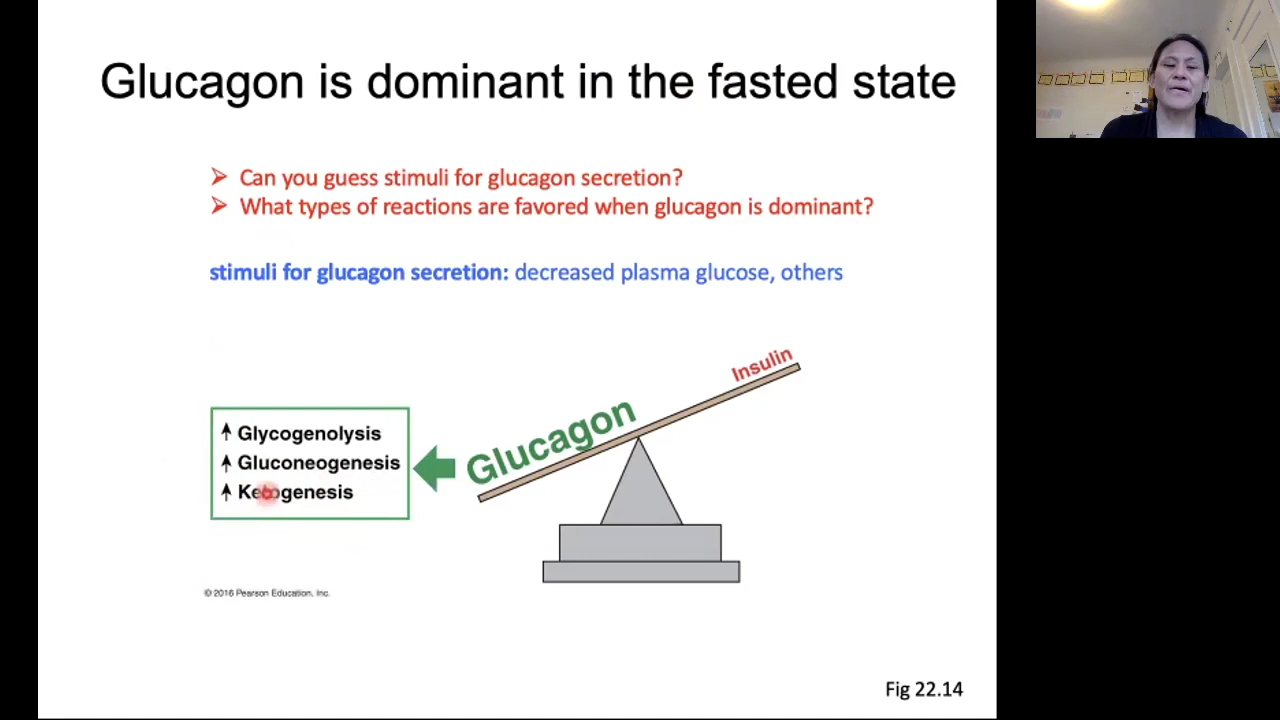 Glucagon is dominant in the fasted state
➢ Can you guess stimuli for glucagon secretion?
➢ What types of reactions are favored when glucagon is dominant?
stimuli for glucagon secretion: decreased plasma glucose, others
Insulin
Glucagon
Glycogenolysis
Gluconeogenesis
Ketogenesis
© 2016 Pearson Education, Inc.
Fig 22.14